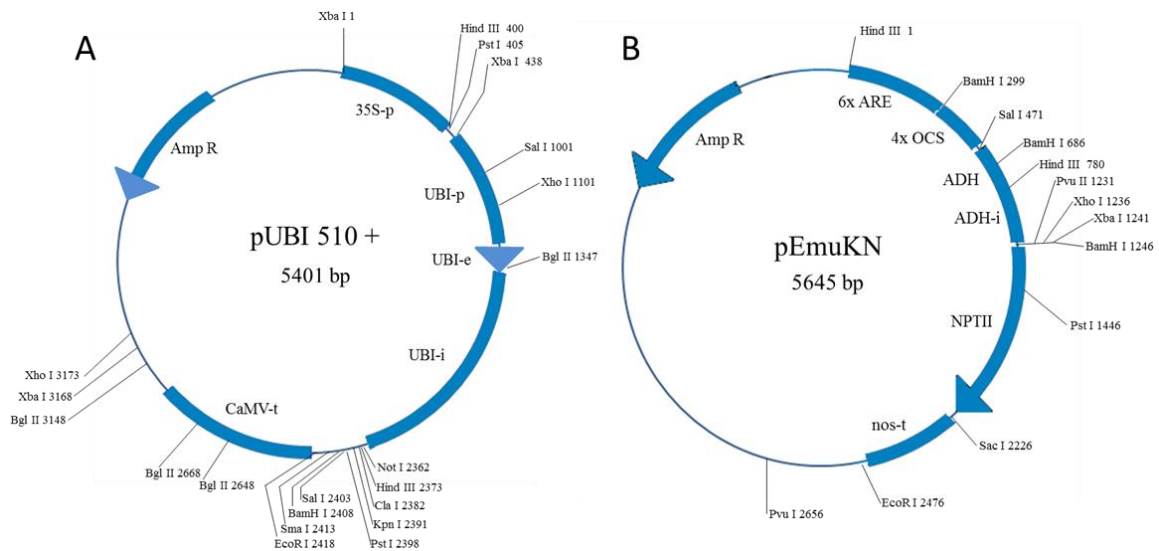 A
Xba I 1
Hind III 400
Pst I 405
Xba I 438
35S-p
Amp R
Sal I 1001
UBI-p
Xho I 1101
pUBI 510 +
5401 bp
UBI-e
Bgl II 1347
UBI-i
Xho I 3173
Xba I 3168
Bgl II 3148
CaMV-t
Bgl II 2668
Bgl II 2648
Not I 2362
Hind III 2373
Cla I 2382
Kpn I 2391
Pst I 2398
Sal I 2403
BamH I 2408
Sma I 2413
EcoR I 2418
B
Hind III 1
BamH I 299
6x ARE
Sal I 471
4x OCS
BamH I 686
Amp R
Hind III 780
ADH
Pvu II 1231
Xho I 1236
ADH-i
Xba I 1241
BamH I 1246
pEmuKN
5645 bp
NPTII
Pst I 1446
nos-t
Sac I 2226
EcoR I 2476
Pvu I 2656